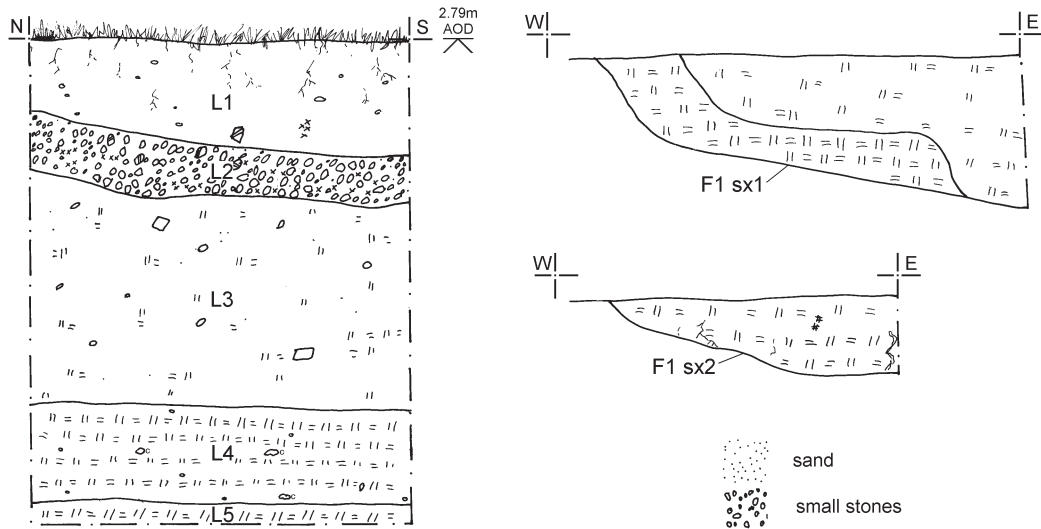 N S 2.79m
AOD
L1
L2
L3
L4
c c
c
L5
W E
F1 sx1
W E
F1 sx2
sand
small stones